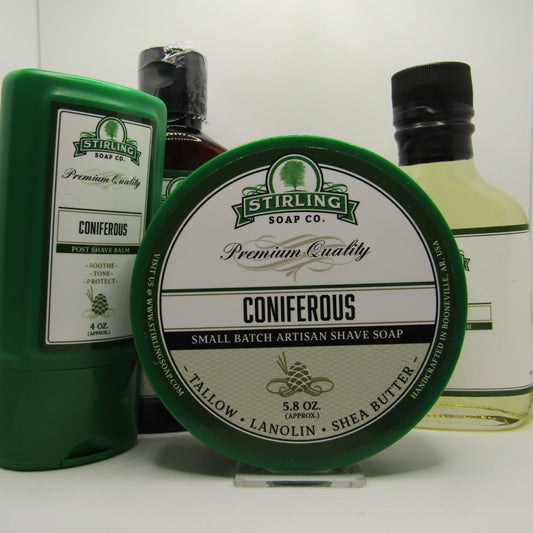 STIRLING
SOAP CO.
Premium Quality
CONIFEROUS
POST SHAVE BALM
~SOOTHE~
-TONE-
-PROTECT-
4 OZ.
(APPROX.)
STIRLING
SOAP CO.
Premium Quality
CONIFEROUS
SMALL BATCH ARTISAN SHAVE SOAP
5.8 OZ.
(APPROX.)
TALLOW • LANOLIN • SHEA BUTTER
VISIT US @ WWW.STIRLINGSOAP.COM
HANDCRAFTED IN BOONEVILLE, AR, USA